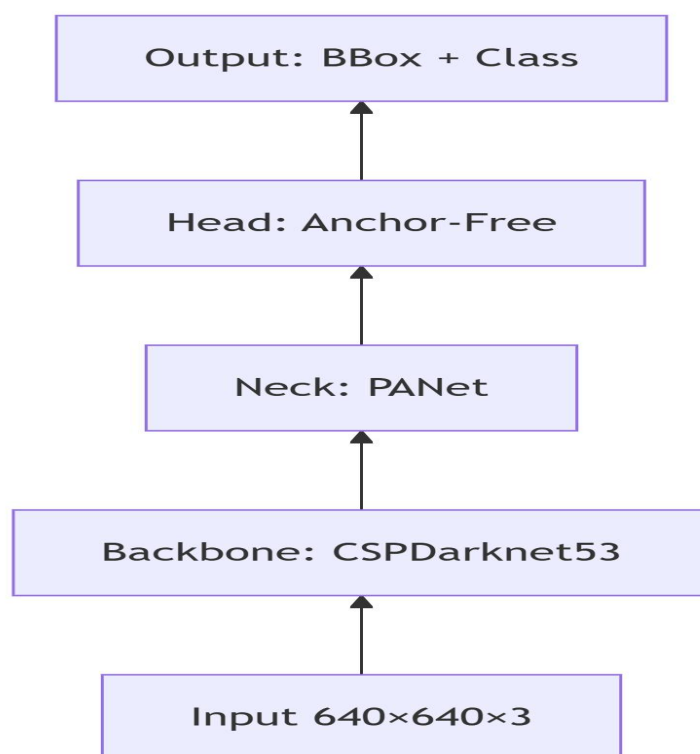 Output: BBox + Class
Head: Anchor-Free
Neck: PANet
Backbone: CSPDarknet53
Input 640×640×3